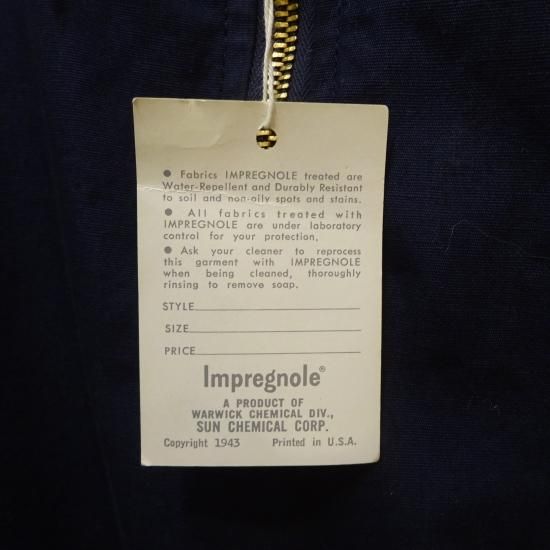 ● Fabrics IMPREGNOLE treated are
Water-Repellent and Durably Resistant
to soil and non-oily spots and stains.
● All fabrics treated with
IMPREGNOLE are under laboratory
control for your protection.
● Ask your cleaner to reprocess
this garment with IMPREGNOLE
when being cleaned, thoroughly
rinsing to remove soap.
STYLE
SIZE
PRICE
Impregnole®
A PRODUCT OF
WARWICK CHEMICAL DIV.,
SUN CHEMICAL CORP.
Copyright 1943 Printed in U.S.A.